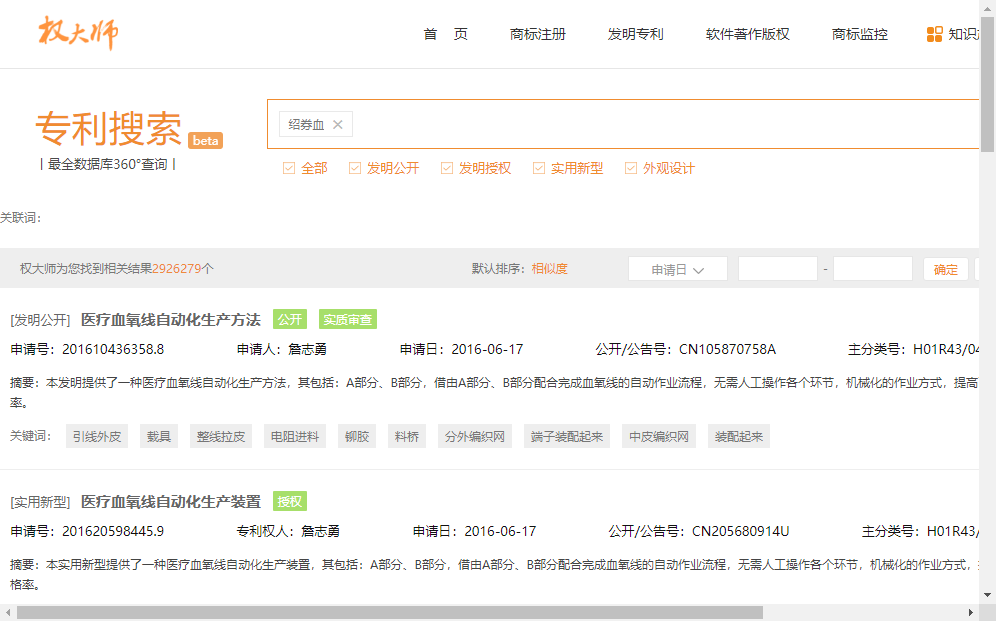 权大师
首 页 商标注册 发明专利 软件著作版权 商标监控 知识
专利搜索 beta
丨最全数据库360°查询丨
绍券血
全部 发明公开 发明授权 实用新型 外观设计
关联词：
权大师为您找到相关结果2926279个 默认排序：相似度 申请日 - 确定
[发明公开] 医疗血氧线自动化生产方法 公开 实质审查
申请号：201610436358.8 申请人：詹志勇 申请日：2016-06-17 公开/公告号：CN105870758A 主分类号：H01R43/04
摘要：本发明提供了一种医疗血氧线自动化生产方法，其包括：A部分、B部分，借由A部分、B部分配合完成血氧线的自动作业流程，无需人工操作各个环节，机械化的作业方式，提高
率。
关键词： 引线外皮 载具 整线拉皮 电阻进料 铆胶 料桥 分外编织网 端子装配起来 中皮编织网 装配起来
[实用新型] 医疗血氧线自动化生产装置 授权
申请号：201620598445.9 专利权人：詹志勇 申请日：2016-06-17 公开/公告号：CN205680914U 主分类号：H01R43/
摘要：本实用新型提供了一种医疗血氧线自动化生产装置，其包括：A部分、B部分，借由A部分、B部分配合完成血氧线的自动作业流程，无需人工操作各个环节，机械化的作业方式，
格率。